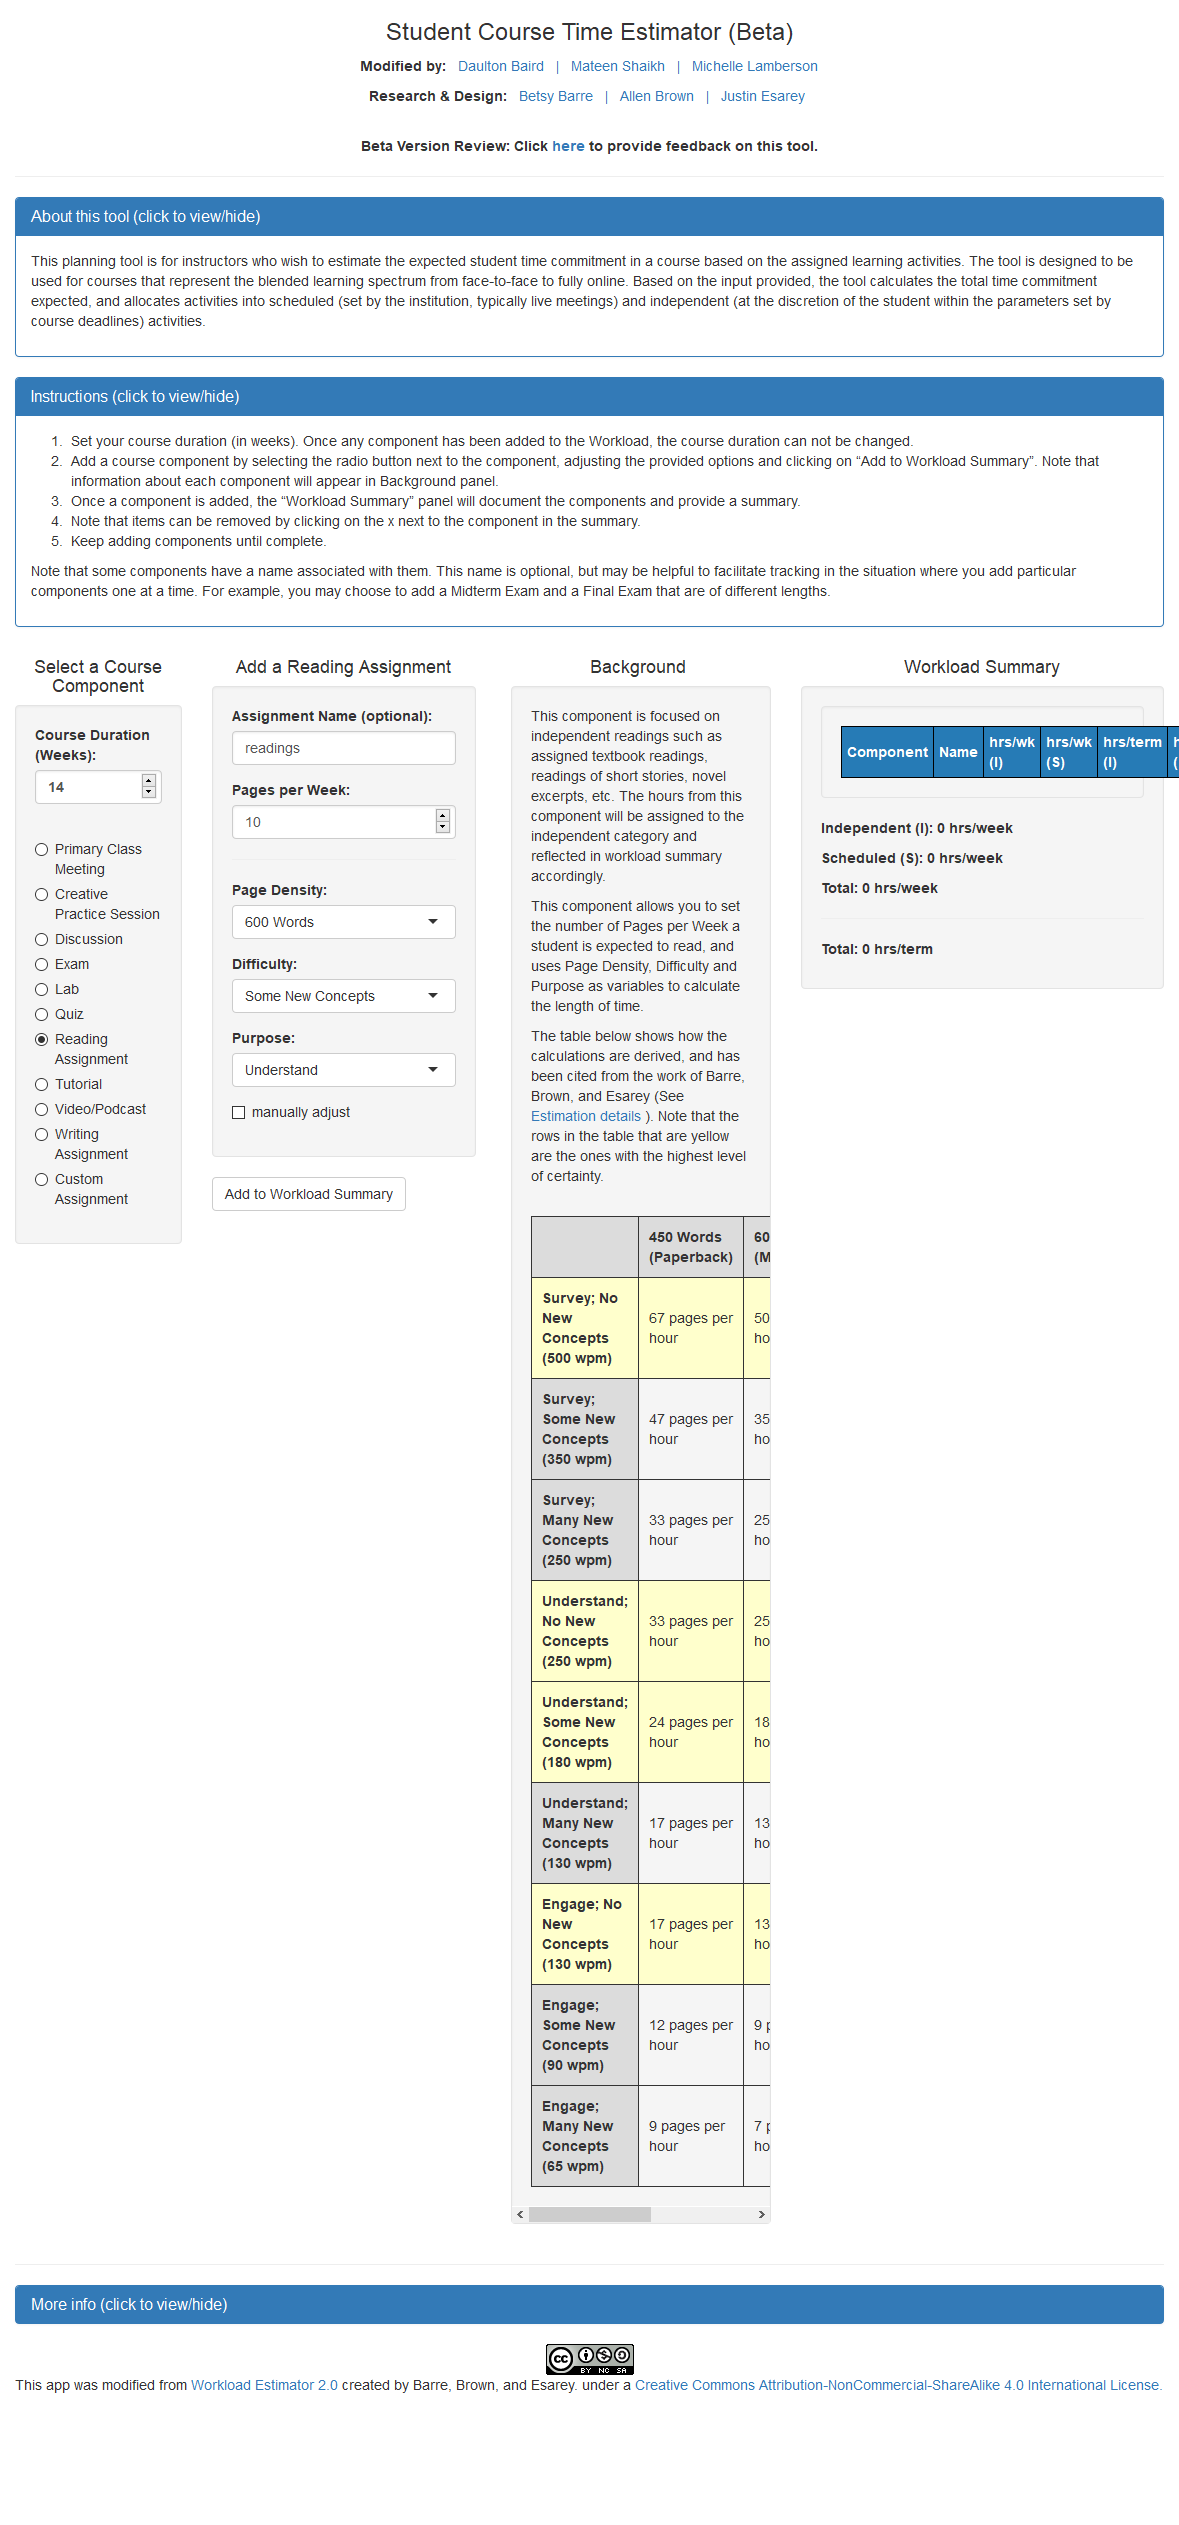 Student Course Time Estimator (Beta)
Modified by: Daulton Baird | Mateen Shaikh | Michelle Lamberson
Research & Design: Betsy Barre | Allen Brown | Justin Esarey
Beta Version Review: Click here to provide feedback on this tool.
About this tool (click to view/hide)
This planning tool is for instructors who wish to estimate the expected student time commitment in a course based on the assigned learning activities. The tool is designed to be
used for courses that represent the blended learning spectrum from face-to-face to fully online. Based on the input provided, the tool calculates the total time commitment
expected, and allocates activities into scheduled (set by the institution, typically live meetings) and independent (at the discretion of the student within the parameters set by
course deadlines) activities.
Instructions (click to view/hide)
1. Set your course duration (in weeks). Once any component has been added to the Workload, the course duration can not be changed.
2. Add a course component by selecting the radio button next to the component, adjusting the provided options and clicking on “Add to Workload Summary”. Note that
information about each component will appear in Background panel.
3. Once a component is added, the “Workload Summary” panel will document the components and provide a summary.
4. Note that items can be removed by clicking on the x next to the component in the summary.
5. Keep adding components until complete.
Note that some components have a name associated with them. This name is optional, but may be helpful to facilitate tracking in the situation where you add particular
components one at a time. For example, you may choose to add a Midterm Exam and a Final Exam that are of different lengths.
Select a Course
Component
Course Duration
(Weeks):
14
Primary Class
Meeting
Creative
Practice Session
Discussion
Exam
Lab
Quiz
Reading
Assignment
Tutorial
Video/Podcast
Writing
Assignment
Custom
Assignment
Add a Reading Assignment
Assignment Name (optional):
readings
Pages per Week:
10
Page Density:
600 Words
Difficulty:
Some New Concepts
Purpose:
Understand
manually adjust
Add to Workload Summary
Background
This component is focused on
independent readings such as
assigned textbook readings,
readings of short stories, novel
excerpts, etc. The hours from this
component will be assigned to the
independent category and
reflected in workload summary
accordingly.
This component allows you to set
the number of Pages per Week a
student is expected to read, and
uses Page Density, Difficulty and
Purpose as variables to calculate
the length of time.
The table below shows how the
calculations are derived, and has
been cited from the work of Barre,
Brown, and Esarey (See
Estimation details ). Note that the
rows in the table that are yellow
are the ones with the highest level
of certainty.
450 Words 60
(Paperback) (M
Survey; No
New 67 pages per 50
Concepts hour ho
(500 wpm)
Survey;
Some New 47 pages per 35
Concepts hour ho
(350 wpm)
Survey;
Many New 33 pages per 25
Concepts hour ho
(250 wpm)
Understand;
No New 33 pages per 25
Concepts hour ho
(250 wpm)
Understand;
Some New 24 pages per 18
Concepts hour ho
(180 wpm)
Understand;
Many New 17 pages per 13
Concepts hour ho
(130 wpm)
Engage; No
New 17 pages per 13
Concepts hour ho
(130 wpm)
Engage;
Some New 12 pages per 9 p
Concepts hour ho
(90 wpm)
Engage;
Many New 9 pages per 7 p
Concepts hour ho
(65 wpm)
Workload Summary
Component Name hrs/wk (I) hrs/wk (S) hrs/term (I)
Independent (I): 0 hrs/week
Scheduled (S): 0 hrs/week
Total: 0 hrs/week
Total: 0 hrs/term
More info (click to view/hide)
cc BY NC SA
This app was modified from Workload Estimator 2.0 created by Barre, Brown, and Esarey. under a Creative Commons Attribution-NonCommercial-ShareAlike 4.0 International License.